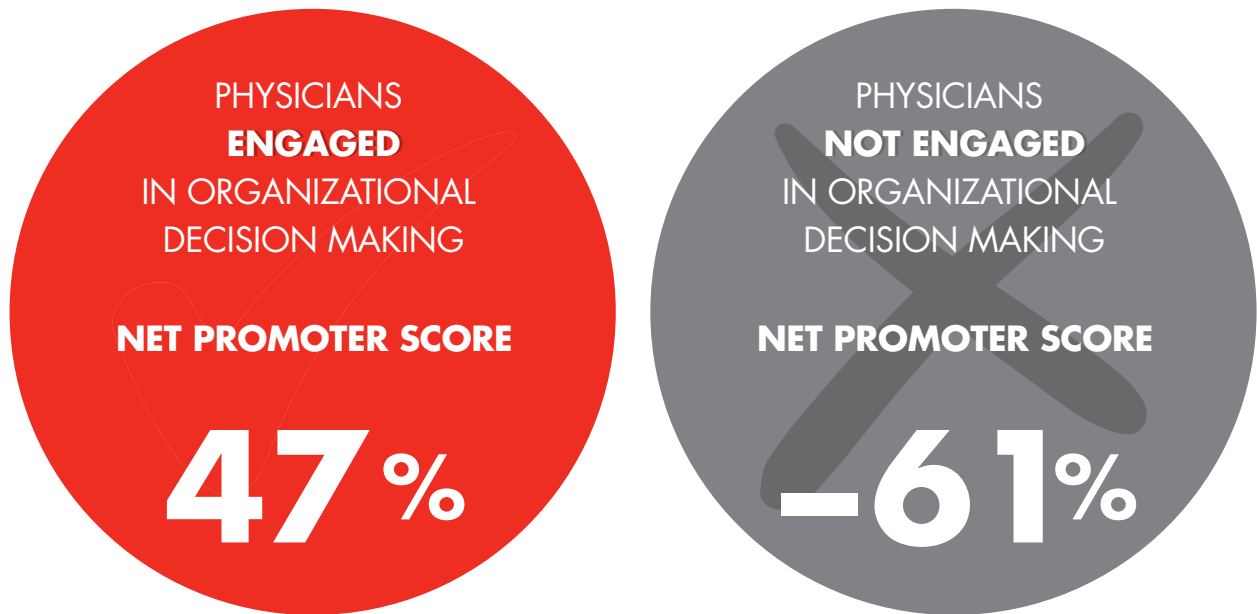 PHYSICIANS
ENGAGED
IN ORGANIZATIONAL
DECISION MAKING
NET PROMOTER SCORE
47%
PHYSICIANS
NOT ENGAGED
IN ORGANIZATIONAL
DECISION MAKING
NET PROMOTER SCORE
–61%